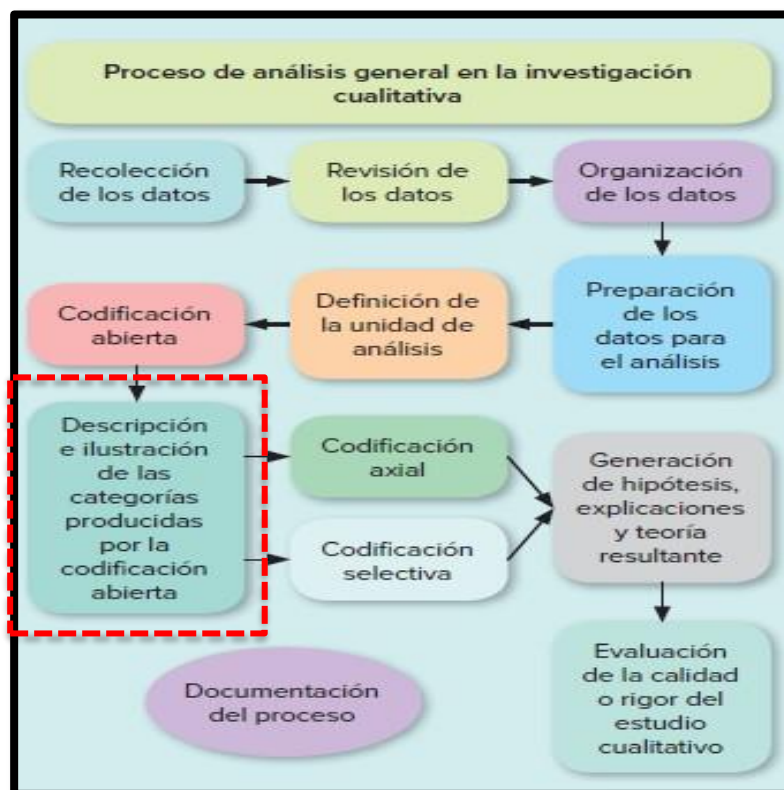 Proceso de análisis general en la investigación
cualitativa
Recolección
de los datos
Revisión de
los datos
Organización
de los datos
Preparación
de los
datos para
el análisis
Definición de
la unidad de
análisis
Codificación
abierta
Descripción
e ilustración
de las
categorías
producidas
por la
codificación
abierta
Codificación
axial
Codificación
selectiva
Generación
de hipótesis,
explicaciones
y teoría
resultante
Evaluación
de la calidad
o rigor del
estudio
cualitativo
Documentación
del proceso